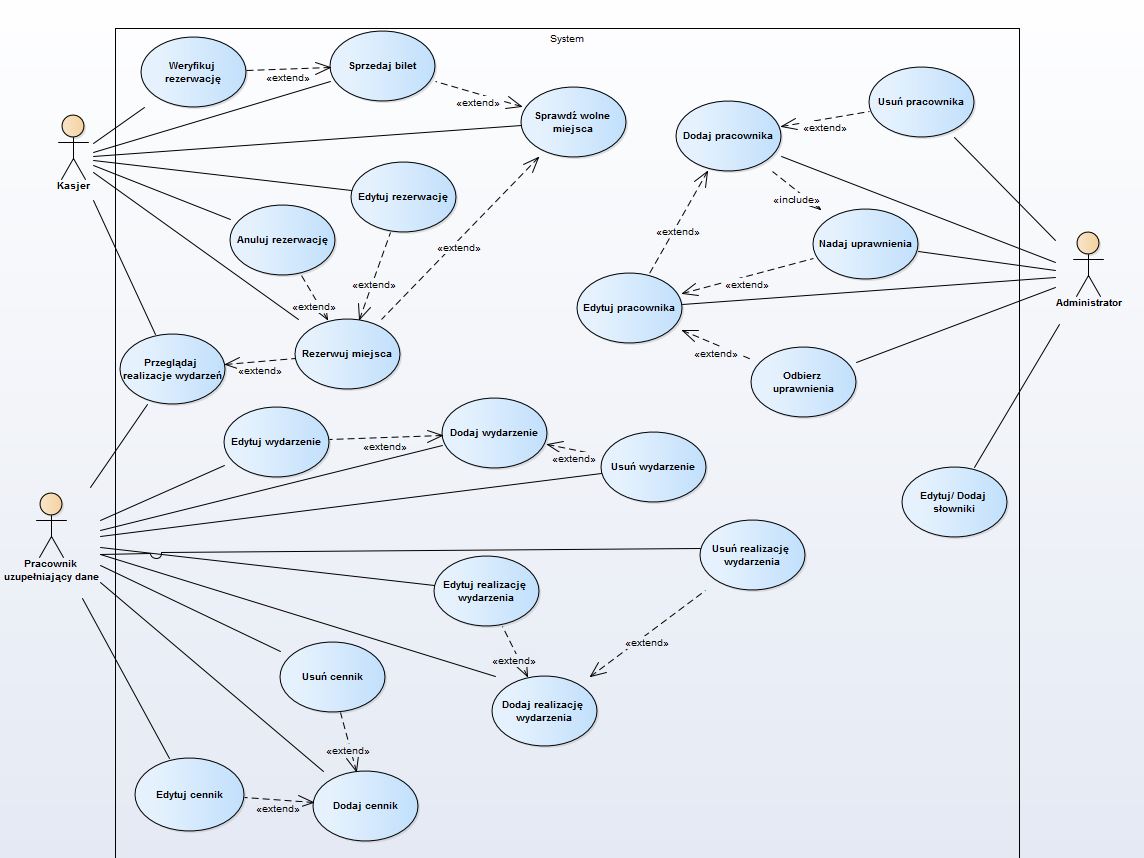 System
Weryfikuj
rezerwację
«extend»
Sprzedaj bilet
«extend»
Sprawdź wolne
miejsca
Usuń pracownika
Dodaj pracownika
«extend»
Kasjer
Edytuj rezerwację
«include»
Anuluj rezerwację
«extend»
«extend»
Nadaj uprawnienia
«extend»
«extend»
«extend»
Edytuj pracownika
Administrator
Rezerwuj miejsca
«extend»
Przeglądaj
realizacje wydarzeń
«extend»
Odbierz
uprawnienia
Edytuj wydarzenie
«extend»
Dodaj wydarzenie
«extend»
Usuń wydarzenie
Edytuj/ Dodaj
słowniki
Pracownik
uzupełniający dane
Usuń realizację
wydarzenia
Edytuj realizację
wydarzenia
«extend»
«extend»
Usuń cennik
Dodaj realizację
wydarzenia
«extend»
Edytuj cennik
«extend»
Dodaj cennik